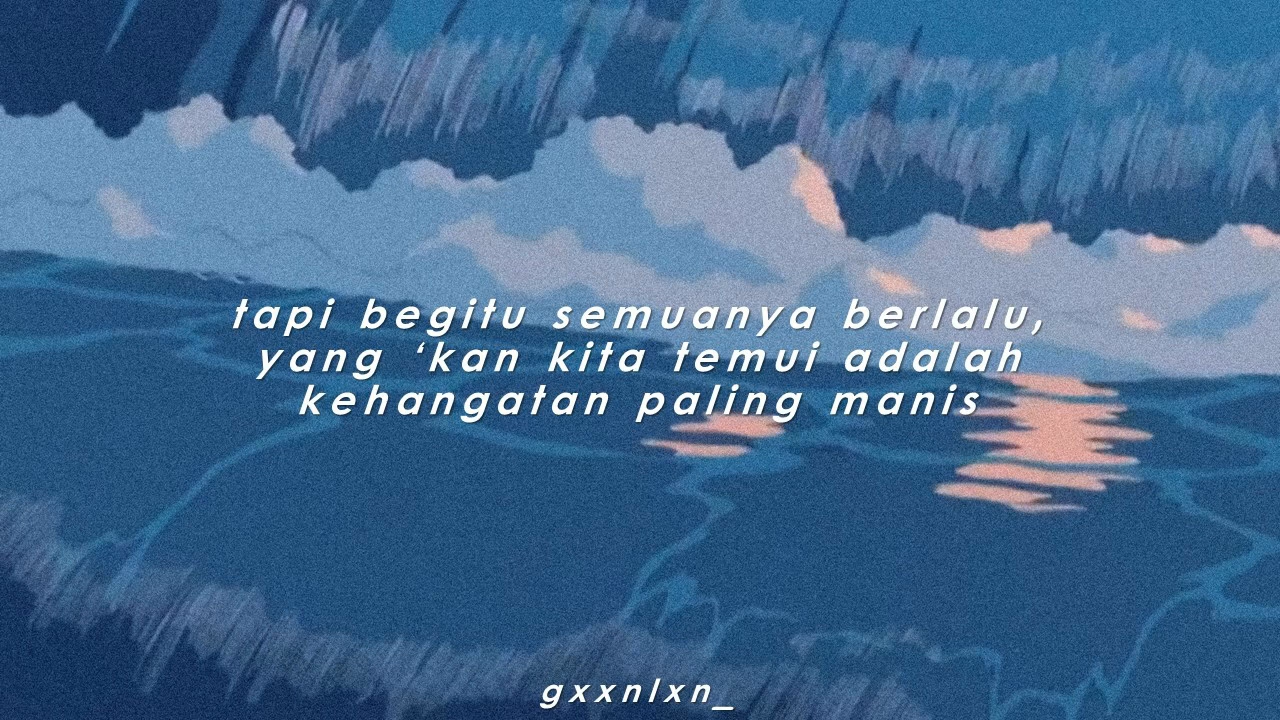 tapi begitu semuanya berlalu,
yang ‘kan kita temui adalah
kehangatan paling manis
gxxnlxn_